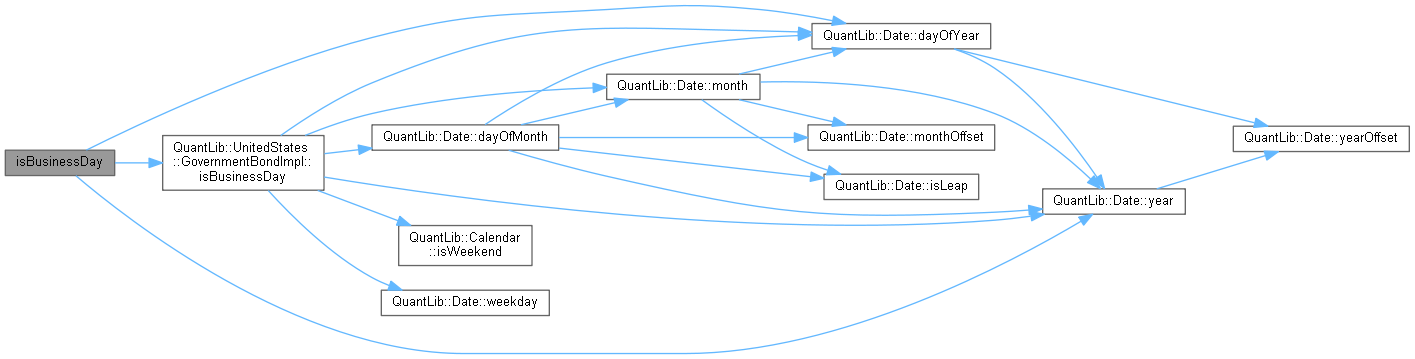 isBusinessDay
QuantLib::UnitedStates
::GovernmentBondImpl::
isBusinessDay
QuantLib::Date::dayOfMonth
QuantLib::Calendar
::isWeekend
QuantLib::Date::weekday
QuantLib::Date::month
QuantLib::Date::dayOfYear
QuantLib::Date::monthOffset
QuantLib::Date::isLeap
QuantLib::Date::year
QuantLib::Date::yearOffset